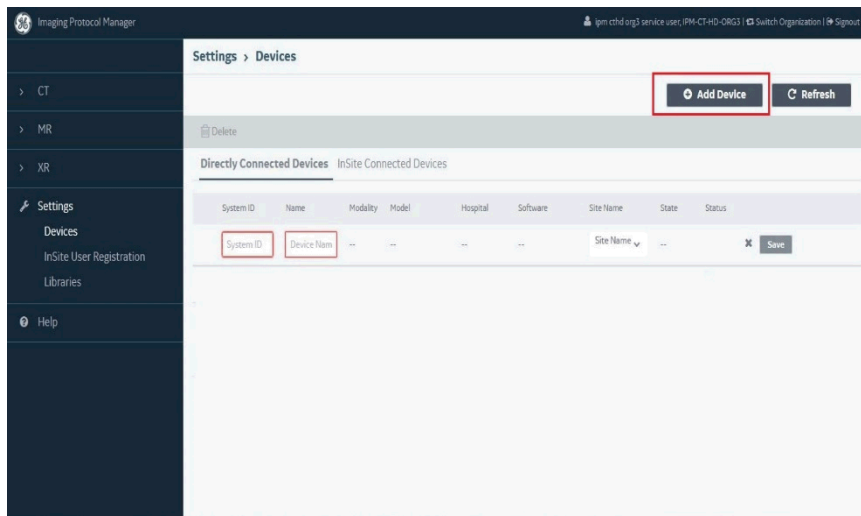 Imaging Protocol Manager
ipm cthd org3 service user, IPM-CT-HD-ORG3 | Switch Organization | Signout
Settings > Devices
Add Device
Refresh
> CT
> MR
> XR
Settings
Devices
InSite User Registration
Libraries
Help
Delete
Directly Connected Devices InSite Connected Devices
System ID Name Modality Model Hospital Software Site Name State Status
System ID Device Nam -- -- -- -- Site Name -- ✖ Save